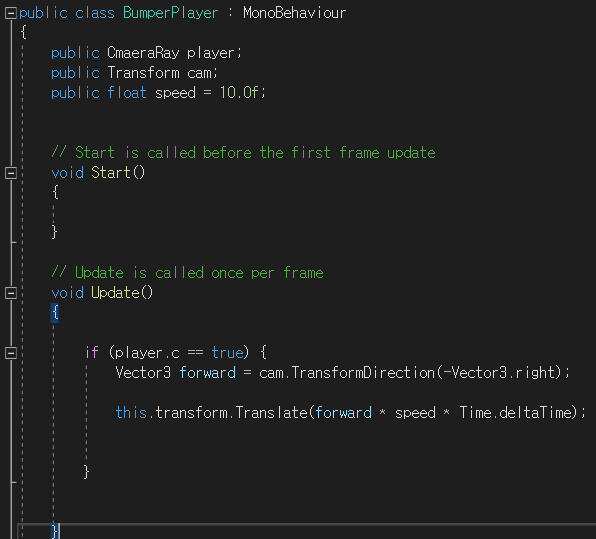 public class BumperPlayer : MonoBehaviour
{
public CmaeraRay player;
public Transform cam;
public float speed = 10.0f;
// Start is called before the first frame update
void Start()
{
}
// Update is called once per frame
void Update()
{
if (player.c == true) {
Vector3 forward = cam.TransformDirection(-Vector3.right);
this.transform.Translate(forward * speed * Time.deltaTime);
}
}